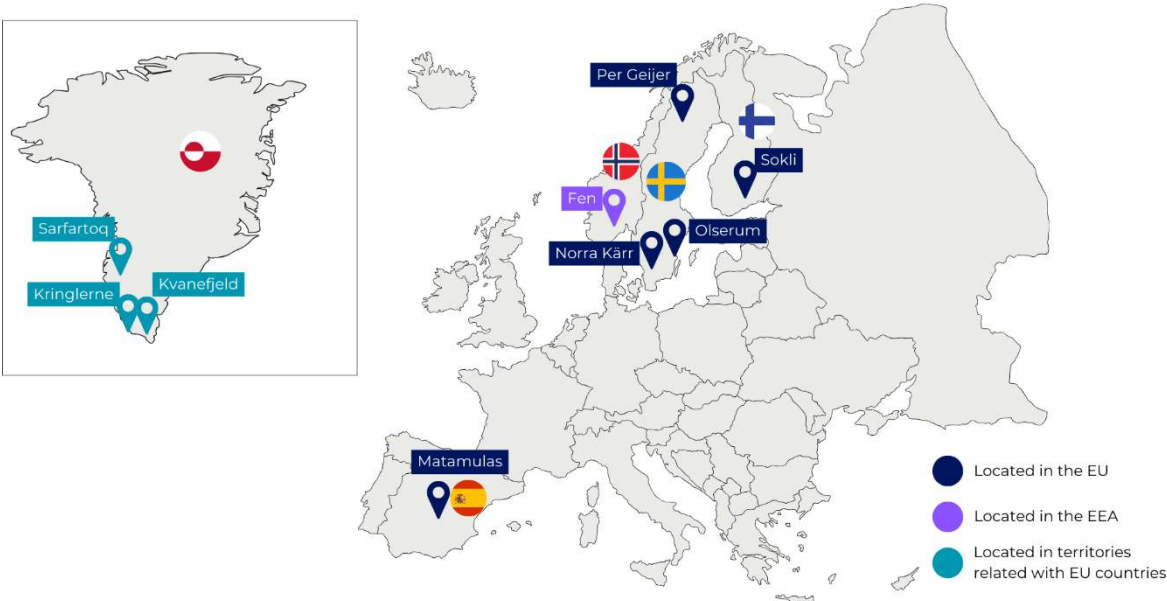 Sarfartoq
Kringlerne
Kvanefjeld
Per Geijer
Sokli
Fen
Olserum
Norra Kärr
Matamulas
Located in the EU
Located in the EEA
Located in territories
related with EU countries